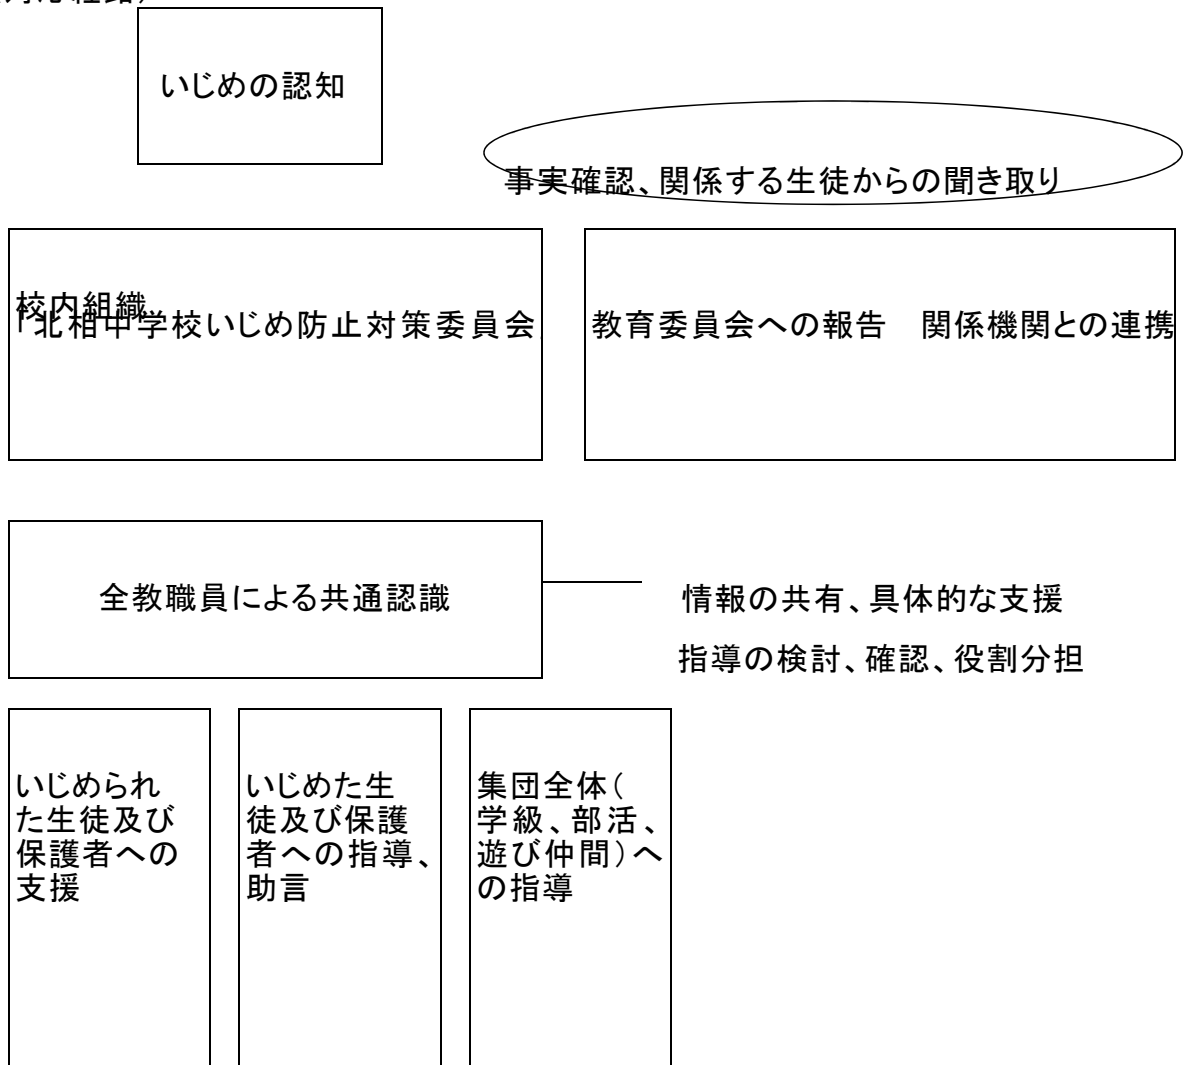 いじめの認知
事実確認、関係する生徒からの聞き取り
校内組織
「北相中学校いじめ防止対策委員会
教育委員会への報告　関係機関との連携
全教職員による共通認識
情報の共有、具体的な支援
指導の検討、確認、役割分担
いじめられ
た生徒及び
保護者への
支援
いじめた生
徒及び保護
者への指導、
助言
集団全体(
学級、部活、
遊び仲間)へ
の指導